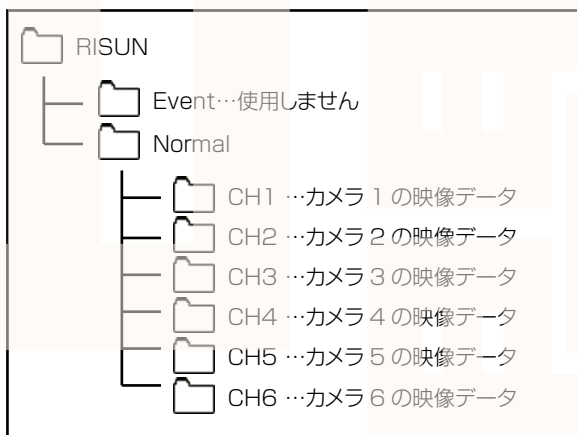 RISUN
Event…使用しません
Normal
CH1 …カメラ 1 の映像データ
CH2 …カメラ 2 の映像データ
CH3 …カメラ 3 の映像データ
CH4 …カメラ 4 の映像データ
CH5 …カメラ 5 の映像データ
CH6 …カメラ 6 の映像データ